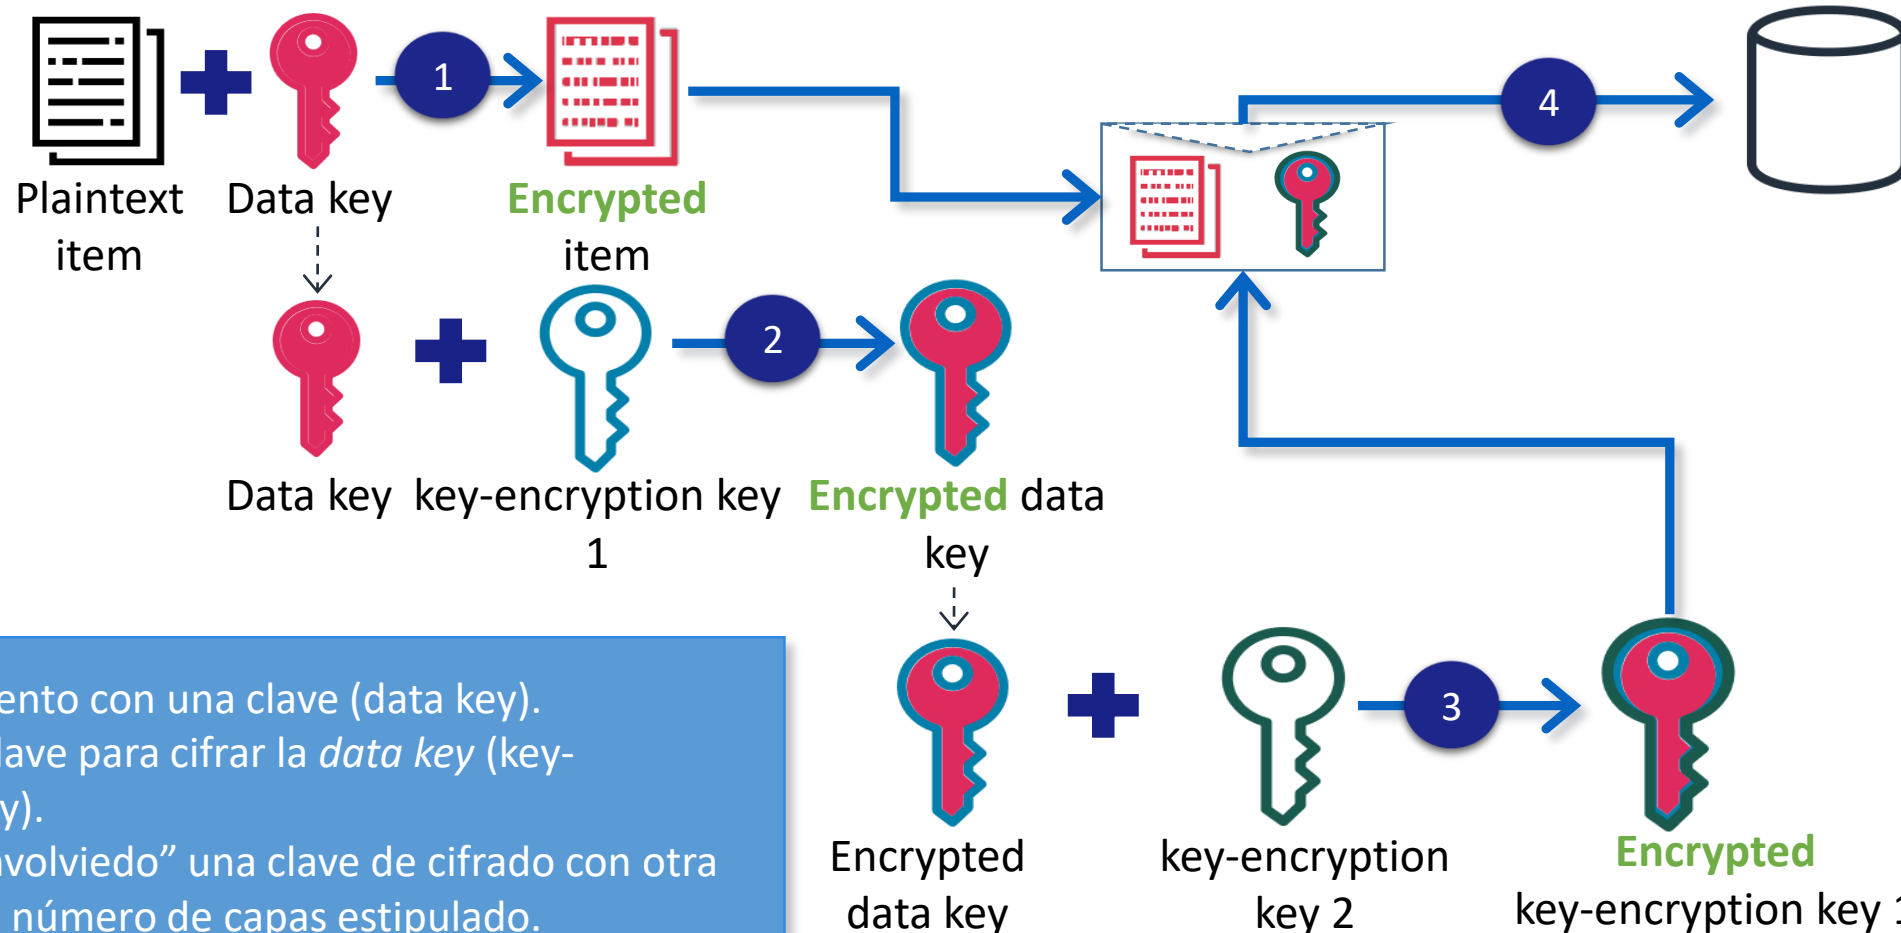 1
4
Plaintext
item
Data key
Encrypted
item
2
Data key
key-encryption key
1
Encrypted data
key
3
Encrypted
data key
key-encryption
key 2
Encrypted
key-encryption key 1
ento con una clave (data key).
lave para cifrar la data key (key-
y).
nvolviedo” una clave de cifrado con otra
número de capas estipulado.